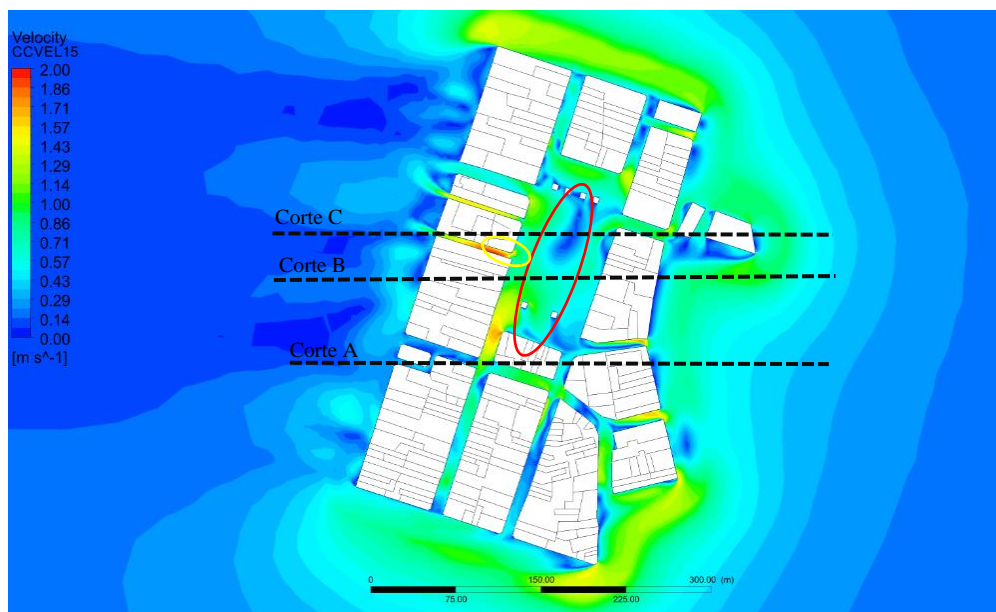 Velocity
CCVEL15
2.00
1.86
1.71
1.57
1.43
1.29
1.14
1.00
0.86
0.71
0.57
0.43
0.29
0.14
0.00
[m s^-1]
Corte C
Corte B
Corte A
0 150.00 300.00 (m)
75.00 225.00